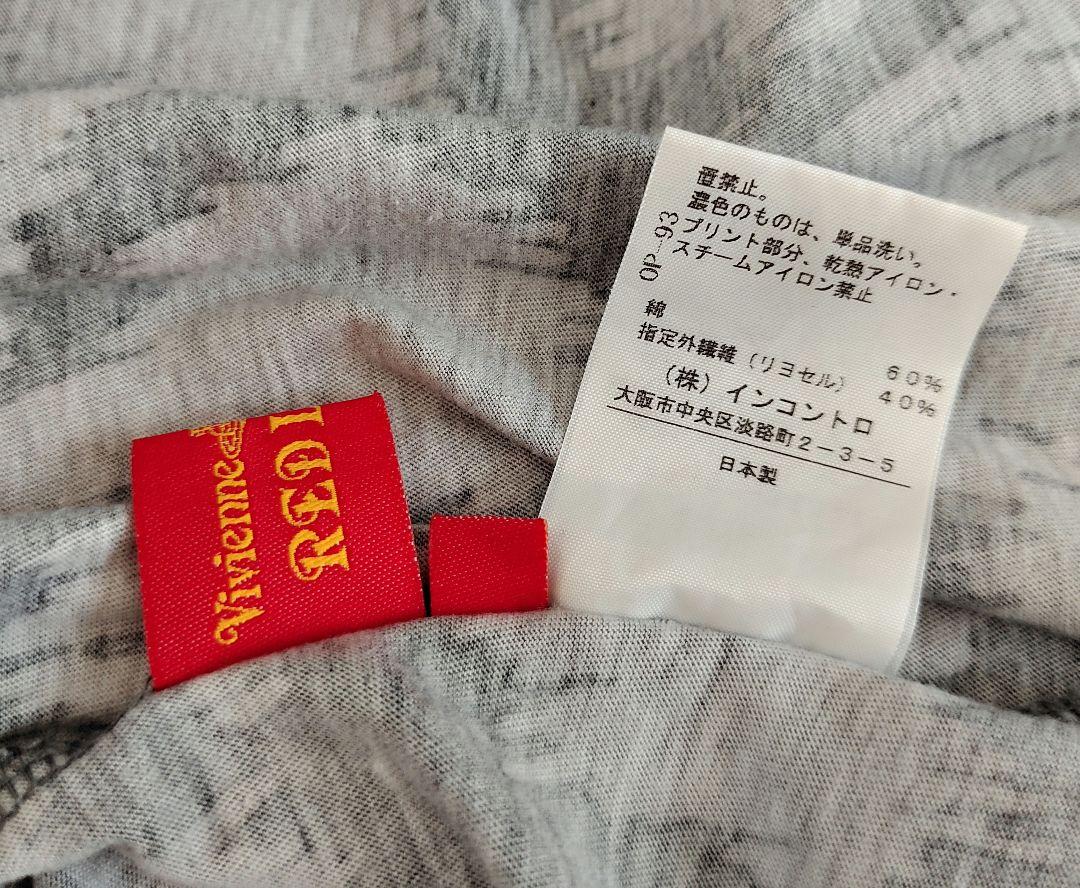 Vivienne
RED L
置禁止。
濃色のものは、単品洗い。
プリント部分、乾熱アイロン・
スチームアイロン禁止
OP-93
綿 60%
指定外繊維(リヨセル) 40%
(株)インコントロ
大阪市中央区淡路町2-3-5
日本製